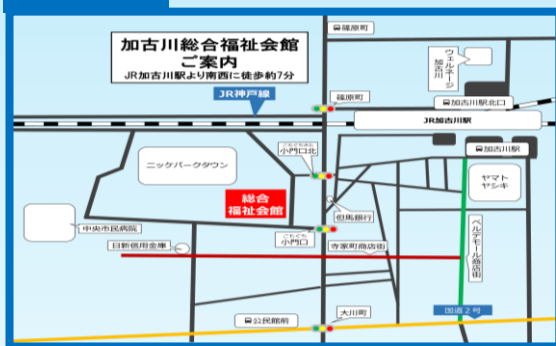 加古川総合福祉会館
ご案内
JR加古川駅より南西に徒歩約7分
JR神戸線
篠原町
ウェルネージ
加古川
篠原町
加古川駅北口
JR加古川駅
加古川駅
小門口北
ニッケパークタウン
ヤマト
ヤシキ
総合
福祉会館
但馬銀行
中央市民病院
小門口
日新信用金庫
寺家町商店街
ベルデモール商店街
国道2号
大川町
公民館前